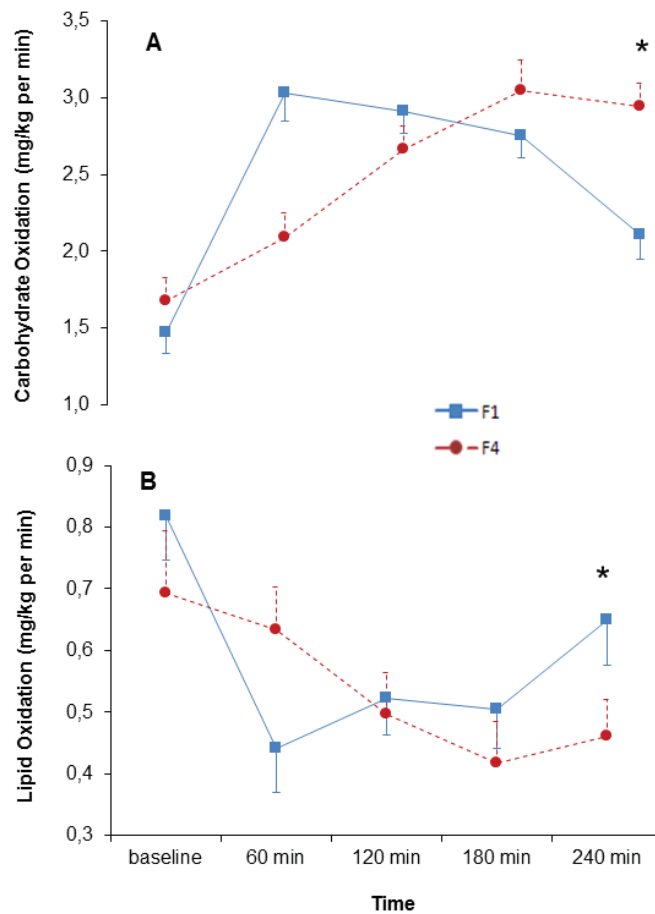 A
*
Carbohydrate Oxidation (mg/kg per min)
3,5
3,0
2,5
2,0
1,5
1,0
F1
F4
B
*
Lipid Oxidation (mg/kg per min)
0,9
0,8
0,7
0,6
0,5
0,4
0,3
baseline 60 min 120 min 180 min 240 min
Time